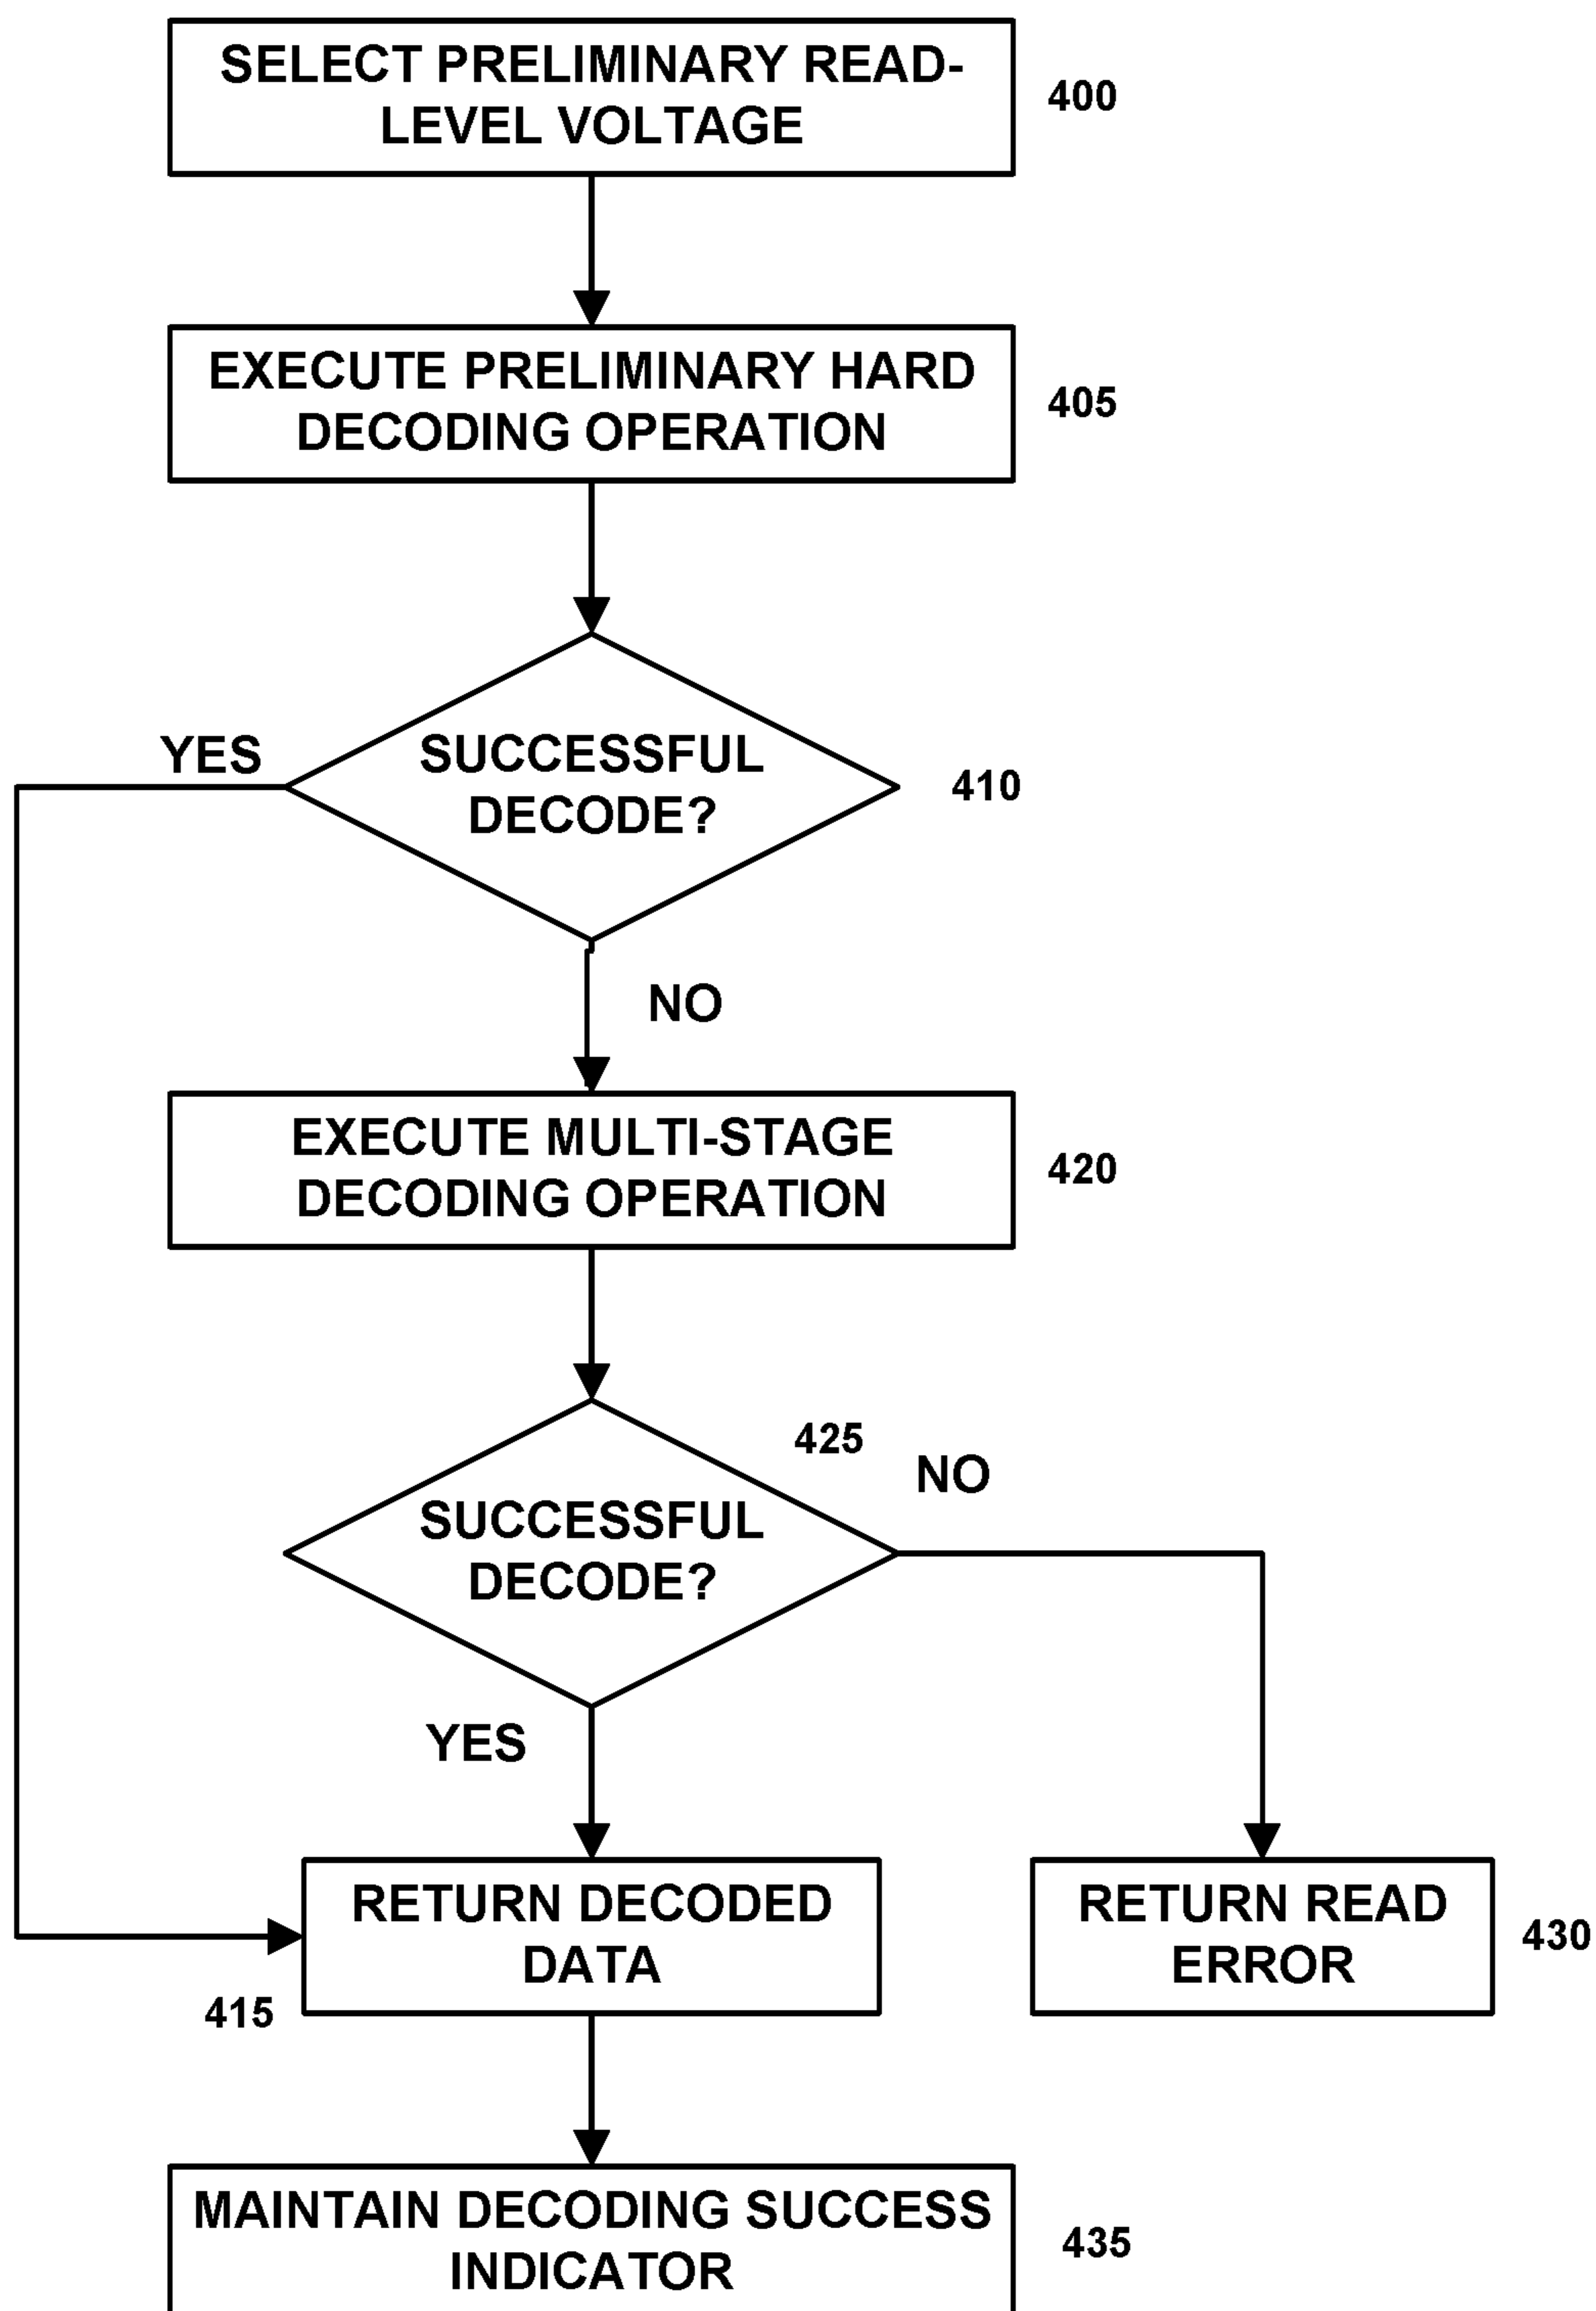 SELECT PRELIMINARY READ-
LEVEL VOLTAGE
400
EXECUTE PRELIMINARY HARD
DECODING OPERATION
405
YES
SUCCESSFUL
DECODE?
410
NO
EXECUTE MULTI-STAGE
DECODING OPERATION
420
425
NO
SUCCESSFUL
DECODE?
YES
RETURN DECODED
DATA
415
RETURN READ
ERROR
430
MAINTAIN DECODING SUCCESS
INDICATOR
435